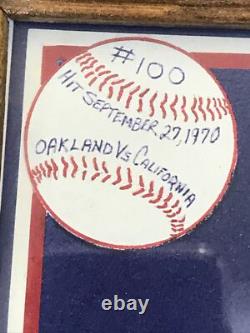 #100
HIT SEPTEMBER 27, 1970
OAKLAND Vs CALIFORNIA
ebay